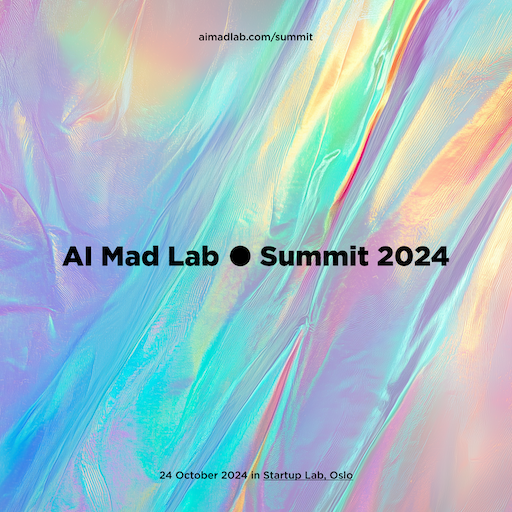 aimadlab.com/summit
AI Mad Lab ● Summit 2024
24 October 2024 in Startup Lab, Oslo